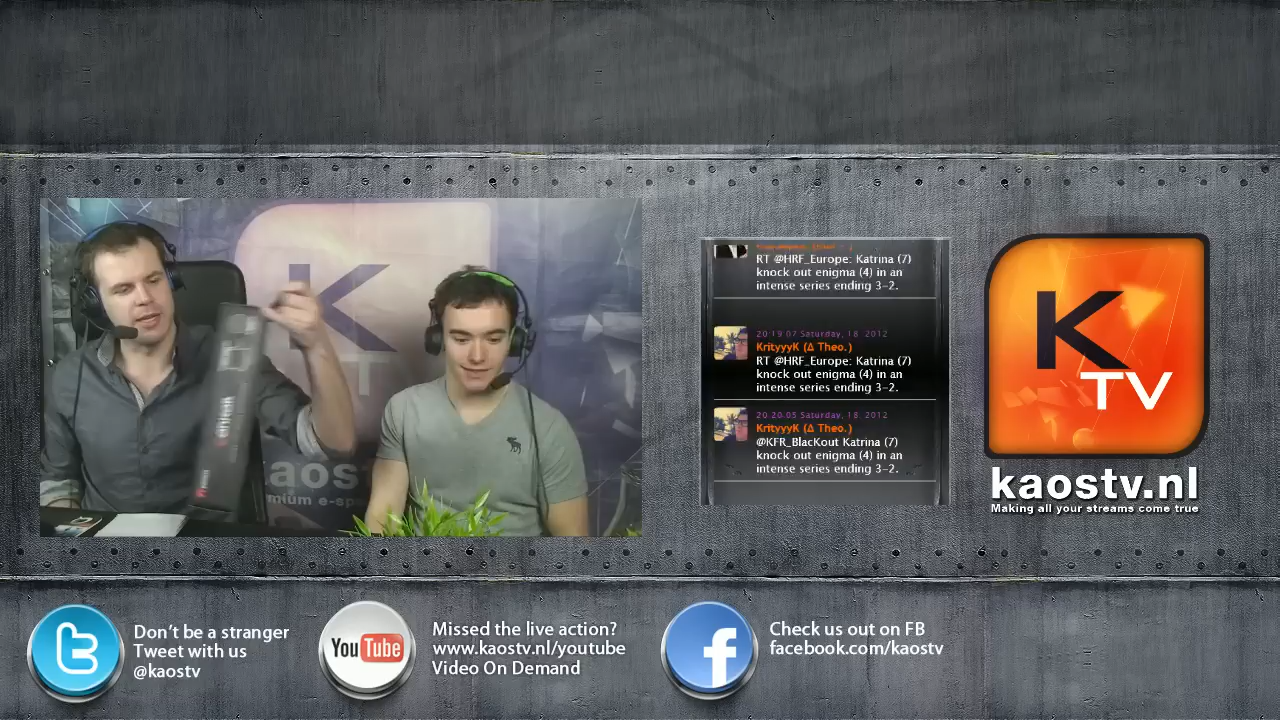 RT @HRF_Europe: Katrina (7)
knock out enigma (4) in an
intense series ending 3-2.
20:19:07 Saturday, 18, 2012
KrityyyK (Δ Theo.)
RT @HRF_Europe: Katrina (7)
knock out enigma (4) in an
intense series ending 3-2.
20:20:05 Saturday, 18, 2012
KrityyyK (Δ Theo.)
@KFR_BlacKout Katrina (7)
knock out enigma (4) in an
intense series ending 3-2.
K
TV
kaostv.nl
Making all your streams come true
K
T
aost
mium e-sp
Don't be a stranger
Tweet with us
@kaostv
YouTube
Missed the live action?
www.kaostv.nl/youtube
Video On Demand
Check us out on FB
facebook.com/kaostv